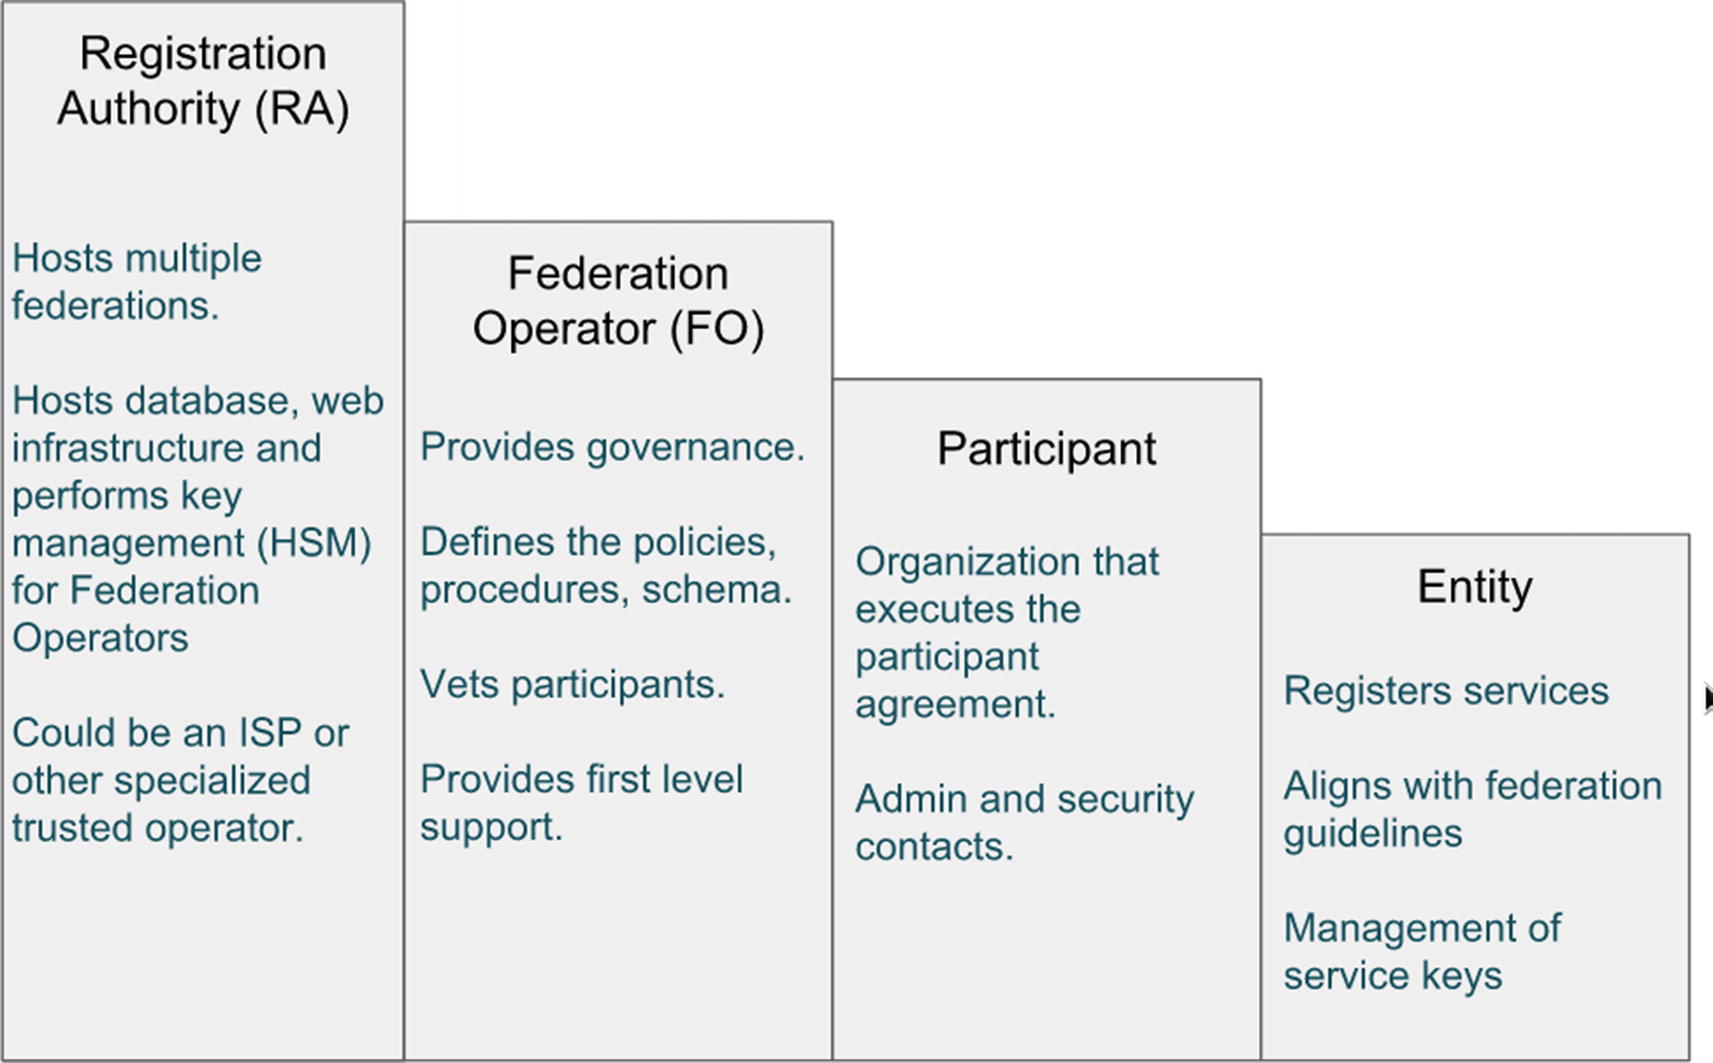 Registration
Authority (RA)
Hosts multiple
federations.
Hosts database, web
infrastructure and
performs key
management (HSM)
for Federation
Operators
Could be an ISP or
other specialized
trusted operator.
Federation
Operator (FO)
Provides governance.
Defines the policies,
procedures, schema.
Vets participants.
Provides first level
support.
Participant
Organization that
executes the
participant
agreement.
Admin and security
contacts.
Entity
Registers services
Aligns with federation
guidelines
Management of
service keys